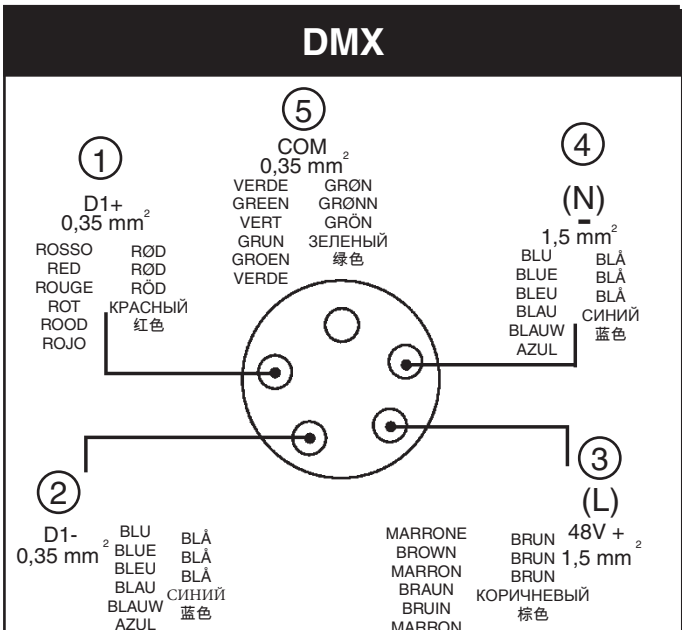 DMX
5
COM
0,35 mm²
VERDE GRØN
GREEN GRØNN
VERT GRÖN
GRUN ЗЕЛЕНЫЙ
GROEN 绿色
VERDE
1
D1+
0,35 mm²
ROSSO RØD
RED RØD
ROUGE RÖD
ROT КРАСНЫЙ
ROOD 红色
ROJO
4
(N)
-
1,5 mm²
BLU BLÅ
BLUE BLÅ
BLEU BLÅ
BLAU СИНИЙ
BLAUW 蓝色
AZUL
2
D1-
0,35 mm²
BLU BLÅ
BLUE BLÅ
BLEU BLÅ
BLAU СИНИЙ
BLAUW 蓝色
AZUL
3
(L)
48V +
1,5 mm²
MARRONE BRUN
BROWN BRUN
MARRON BRUN
BRAUN КОРИЧНЕВЫЙ
BRUIN 棕色
MARRON